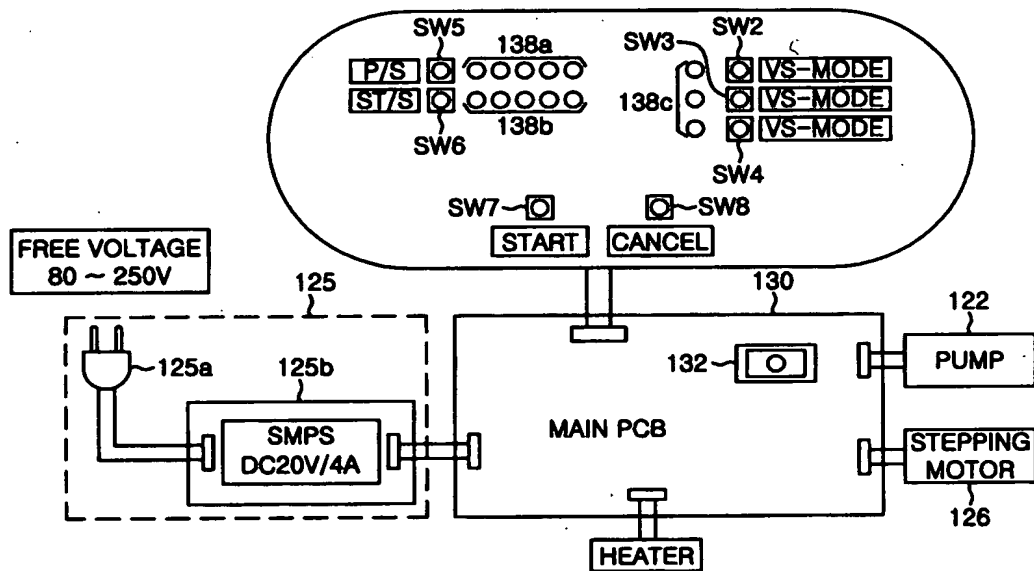 SW5
138a
SW3
SW2
P/S
VS-MODE
ST/S
138c
VS-MODE
138b
VS-MODE
SW6
SW4
SW7
SW8
START
CANCEL
FREE VOLTAGE
80 ~ 250V
125
130
122
125a
132
PUMP
125b
SMPS
DC20V/4A
MAIN PCB
STEPPING
MOTOR
126
HEATER